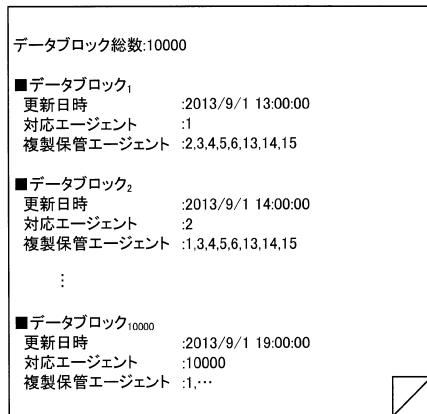 データブロック総数:10000
■データブロック₁
更新日時 :2013/9/1 13:00:00
対応エージェント :1
複製保管エージェント :2,3,4,5,6,13,14,15
■データブロック₂
更新日時 :2013/9/1 14:00:00
対応エージェント :2
複製保管エージェント :1,3,4,5,6,13,14,15
⋮
■データブロック₁₀₀₀₀
更新日時 :2013/9/1 19:00:00
対応エージェント :10000
複製保管エージェント :1,…